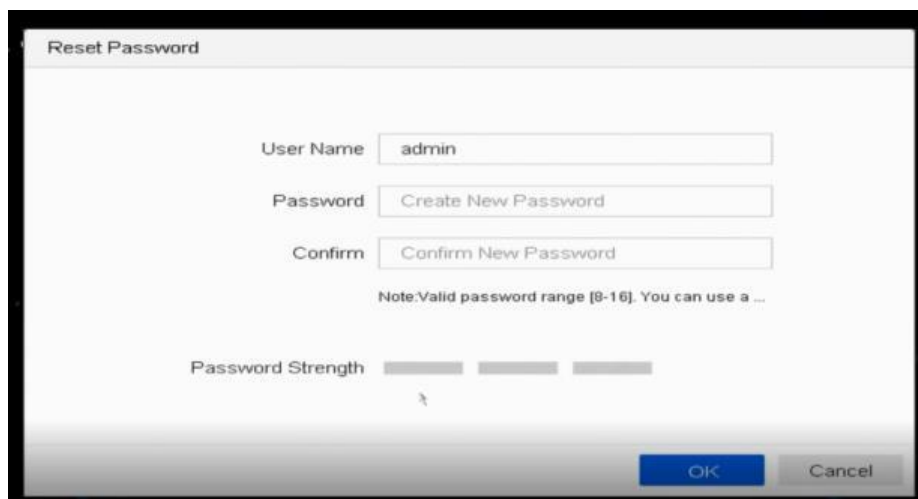 Reset Password
User Name admin
Password Create New Password
Confirm Confirm New Password
Note:Valid password range [8-16]. You can use a ...
Password Strength
OK Cancel